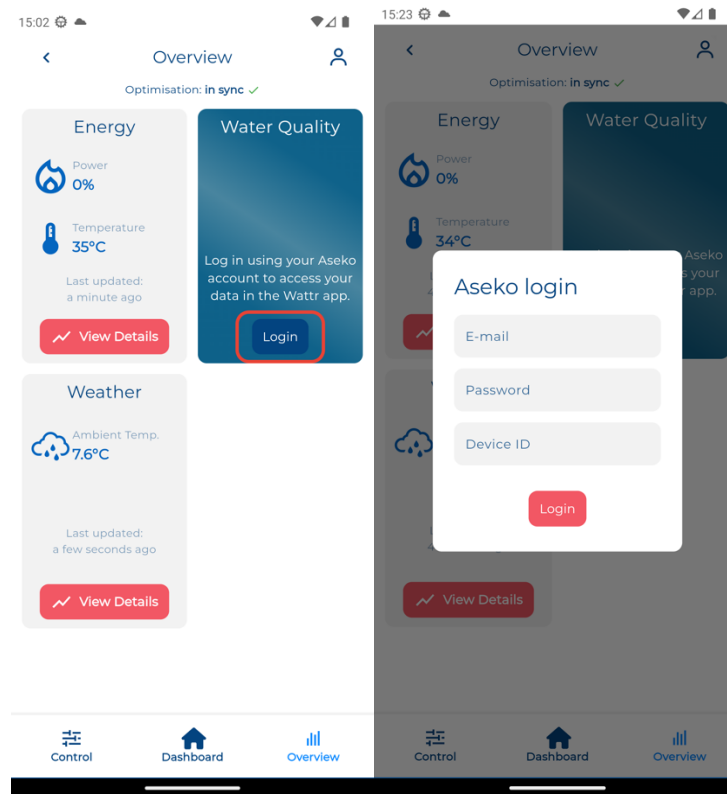 15:02
Overview
Optimisation: in sync
Energy
Power
0%
Temperature
35°C
Last updated:
a minute ago
View Details
Water Quality
Log in using your Aseko
account to access your
data in the Wattr app.
Login
Weather
Ambient Temp.
7.6°C
Last updated:
a few seconds ago
View Details
Control
Dashboard
Overview
15:23
Overview
Optimisation: in sync
Energy
Power
0%
Temperature
34°C
Water Quality
Aseko
s your
r app.
Aseko login
E-mail
Password
Device ID
Login
View Details
Control
Dashboard
Overview